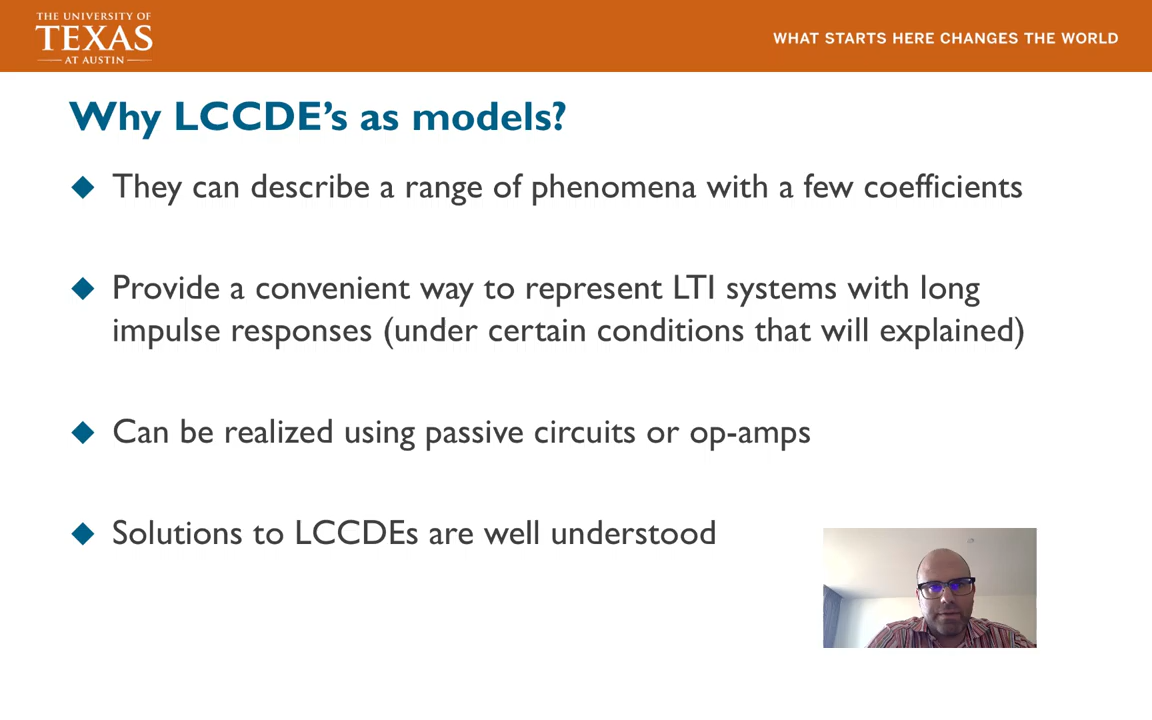 THE UNIVERSITY OF
TEXAS
AT AUSTIN
WHAT STARTS HERE CHANGES THE WORLD
Why LCCDE’s as models?
They can describe a range of phenomena with a few coefficients
Provide a convenient way to represent LTI systems with long
impulse responses (under certain conditions that will explained)
Can be realized using passive circuits or op-amps
Solutions to LCCDEs are well understood